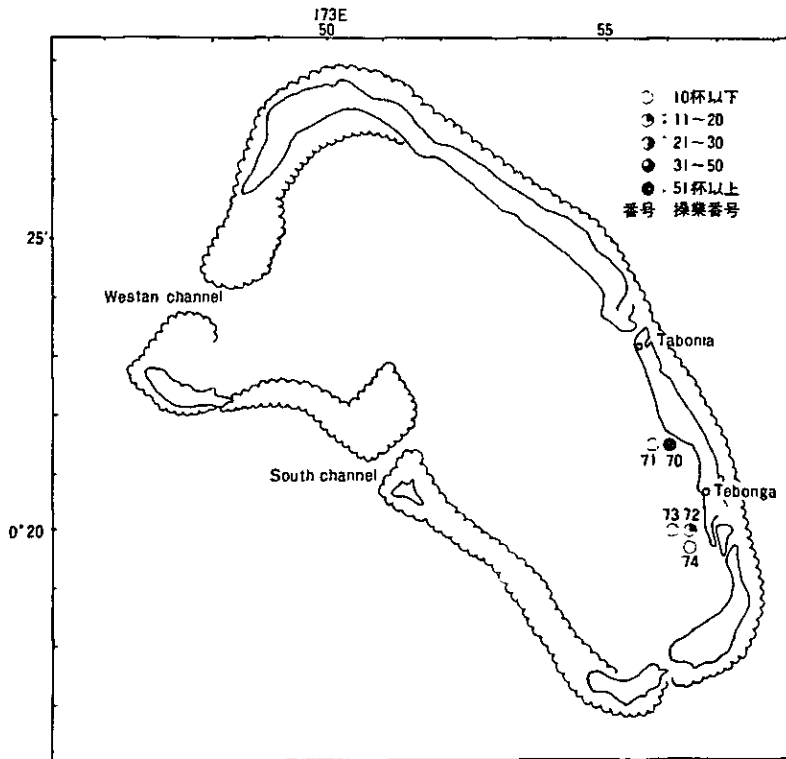 173E
50 55
○ 10杯以下
◔ : 11~20
◑ : 21~30
◕ 31~50
● . 51杯以上
番号 操業番号
25'
Westan channel
Tabonia
71 70
South channel
Tebonga
73 72
0° 20
74